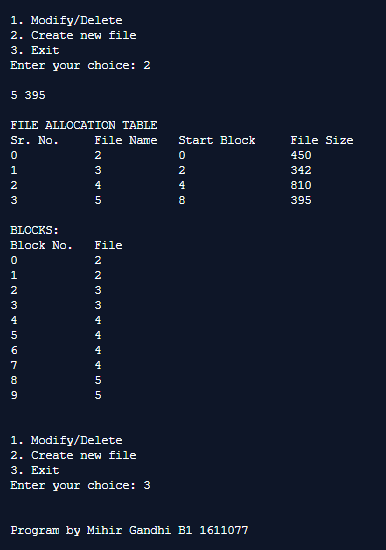 1. Modify/Delete
2. Create new file
3. Exit
Enter your choice: 2
5 395
FILE ALLOCATION TABLE
Sr. No. File Name Start Block File Size
0 2 0 450
1 3 2 342
2 4 4 810
3 5 8 395
BLOCKS:
Block No. File
0 2
1 2
2 3
3 3
4 4
5 4
6 4
7 4
8 5
9 5
1. Modify/Delete
2. Create new file
3. Exit
Enter your choice: 3
Program by Mihir Gandhi B1 1611077